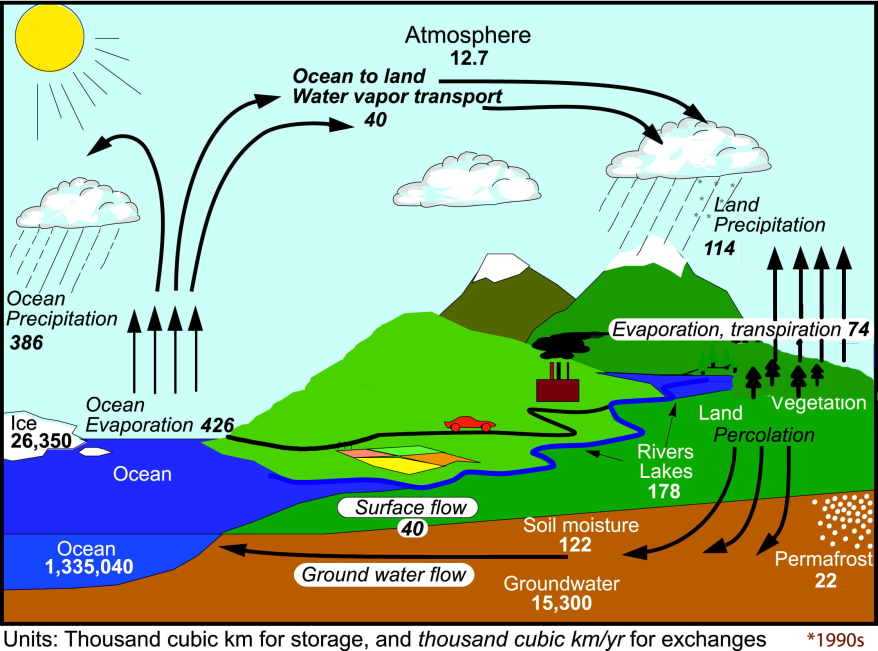 Atmosphere
12.7
Ocean to land
Water vapor transport
40
Land
Precipitation
114
Ocean
Precipitation
386
Evaporation, transpiration 74
Ocean
Evaporation 426
Ice
26,350
Land
Vegetation
Percolation
Ocean
Rivers
Lakes
178
Surface flow
40
Soil moisture
122
Ocean
1,335,040
Permafrost
22
Ground water flow
Groundwater
15,300
Units: Thousand cubic km for storage, and thousand cubic km/yr for exchanges *1990s